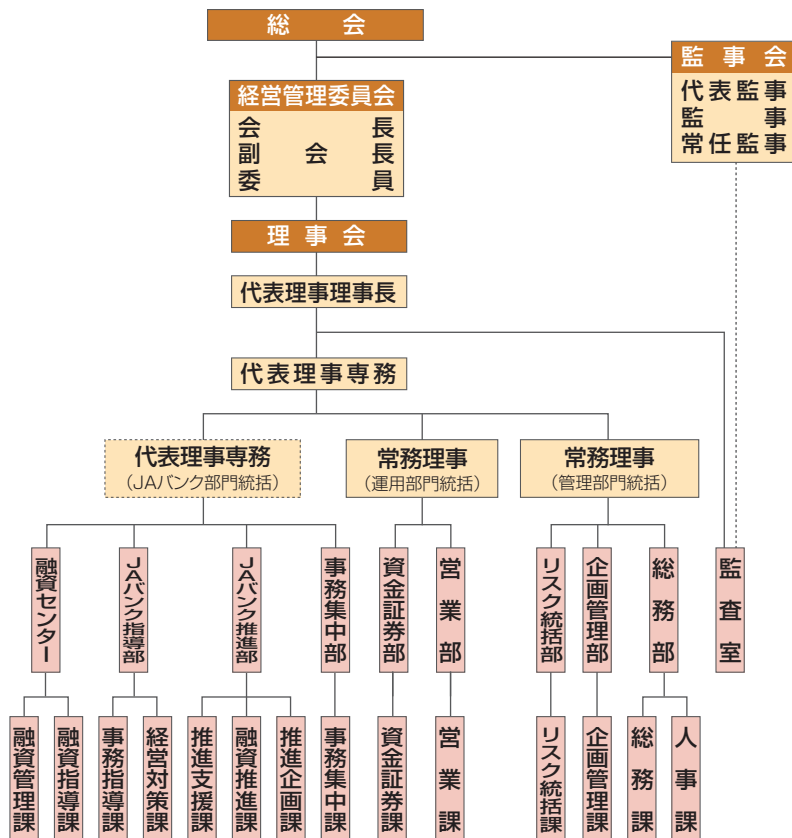 総会
監事会
代表監事
監事
常任監事
経営管理委員会
会長
副会長
委員
理事会
代表理事理事長
代表理事専務
代表理事専務
（JAバンク部門統括）
常務理事
（運用部門統括）
常務理事
（管理部門統括）
融資センター
JAバンク指導部
JAバンク推進部
事務集中部
資金証券部
営業部
リスク統括部
企画管理部
総務部
監査室
融資管理課
融資指導課
事務指導課
経営対策課
推進支援課
融資推進課
推進企画課
事務集中課
資金証券課
営業課
リスク統括課
企画管理課
総務課
人事課